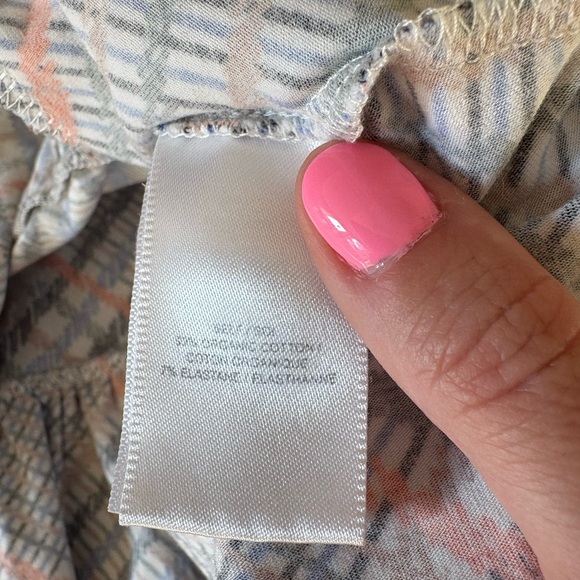 SELF / SOI
93% ORGANIC COTTON /
COTON ORGANIQUE
7% ELASTANE / ÉLASTHANNE